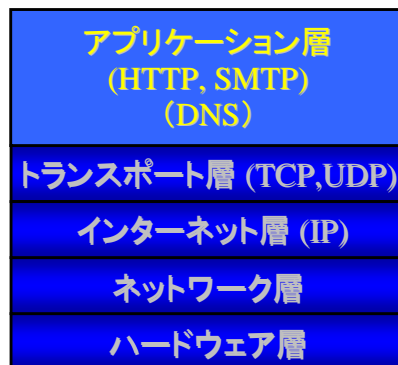 アプリケーション層
(HTTP, SMTP)
（DNS）
トランスポート層 (TCP,UDP)
インターネット層 (IP)
ネットワーク層
ハードウェア層